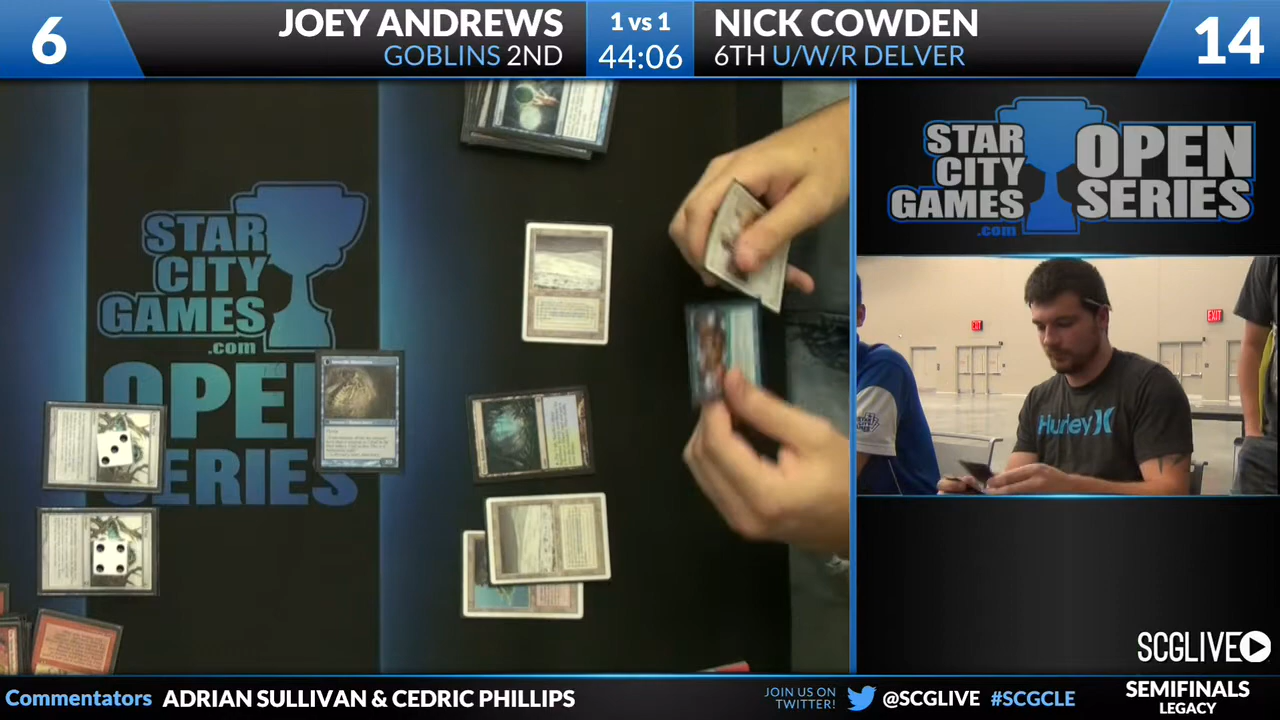 6
JOEY ANDREWS
GOBLINS 2ND
1 vs 1
44:06
NICK COWDEN
6TH U/W/R DELVER
14
STAR
CITY
GAMES
.com
OPEN
SERIES
STAR
CITY
GAMES
.com
OPEN
SERIES
EXIT
EXIT
Hurley
SCGLIVE
Commentators ADRIAN SULLIVAN & CEDRIC PHILLIPS
JOIN US ON
TWITTER!
@SCGLIVE #SCGCLE
SEMIFINALS
LEGACY